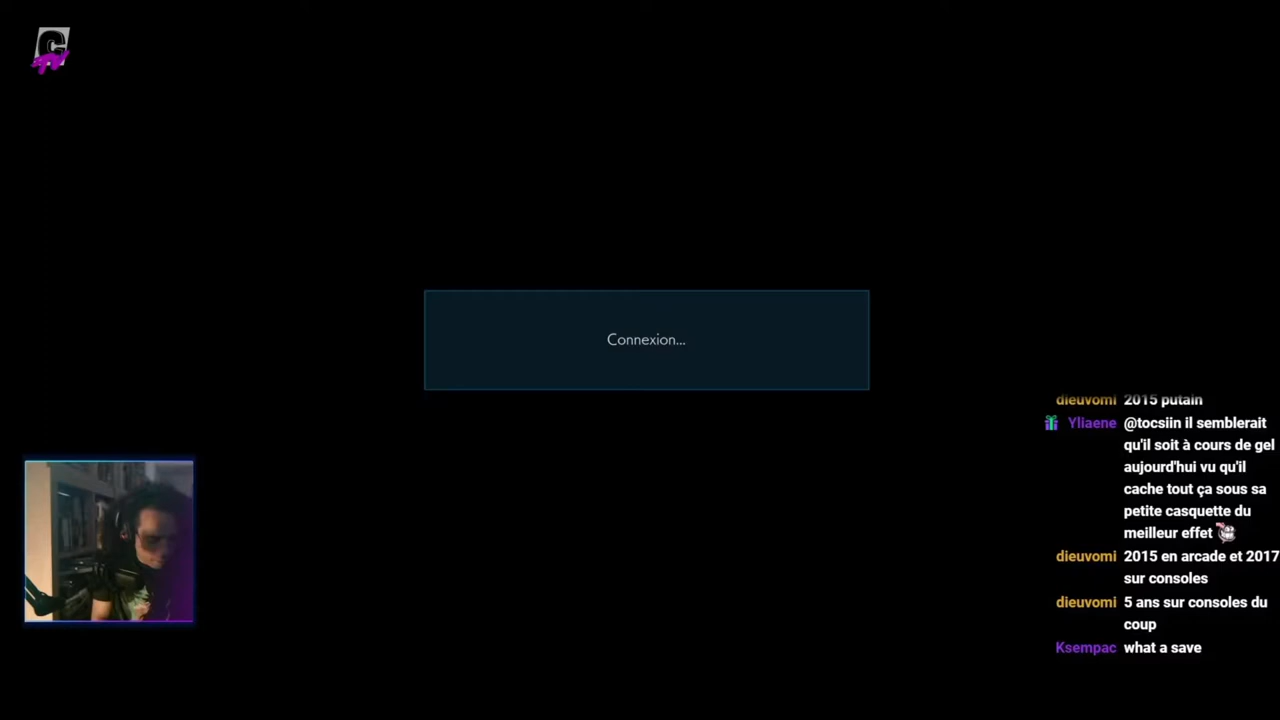 C
TV
Connexion...
dieuvomi 2015 putain
Yliaene @tocsiin il semblerait
qu'il soit à cours de gel
aujourd'hui vu qu'il
cache tout ça sous sa
petite casquette du
meilleur effet
dieuvomi 2015 en arcade et 2017
sur consoles
dieuvomi 5 ans sur consoles du
coup
Ksempac what a save